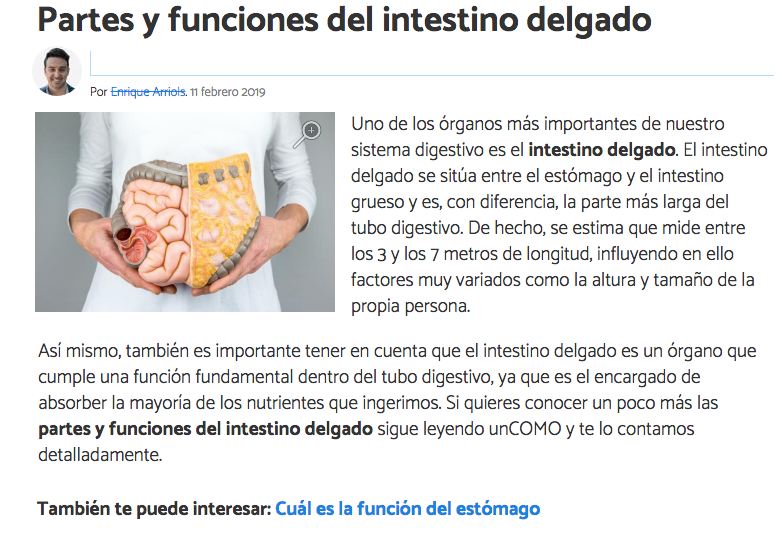 Partes y funciones del intestino delgado
Por Enrique Arriols. 11 febrero 2019
Uno de los órganos más importantes de nuestro
sistema digestivo es el intestino delgado. El intestino
delgado se sitúa entre el estómago y el intestino
grueso y es, con diferencia, la parte más larga del
tubo digestivo. De hecho, se estima que mide entre
los 3 y los 7 metros de longitud, influyendo en ello
factores muy variados como la altura y tamaño de la
propia persona.
Así mismo, también es importante tener en cuenta que el intestino delgado es un órgano que
cumple una función fundamental dentro del tubo digestivo, ya que es el encargado de
absorber la mayoría de los nutrientes que ingerimos. Si quieres conocer un poco más las
partes y funciones del intestino delgado sigue leyendo unCOMO y te lo contamos
detalladamente.
También te puede interesar: Cuál es la función del estómago